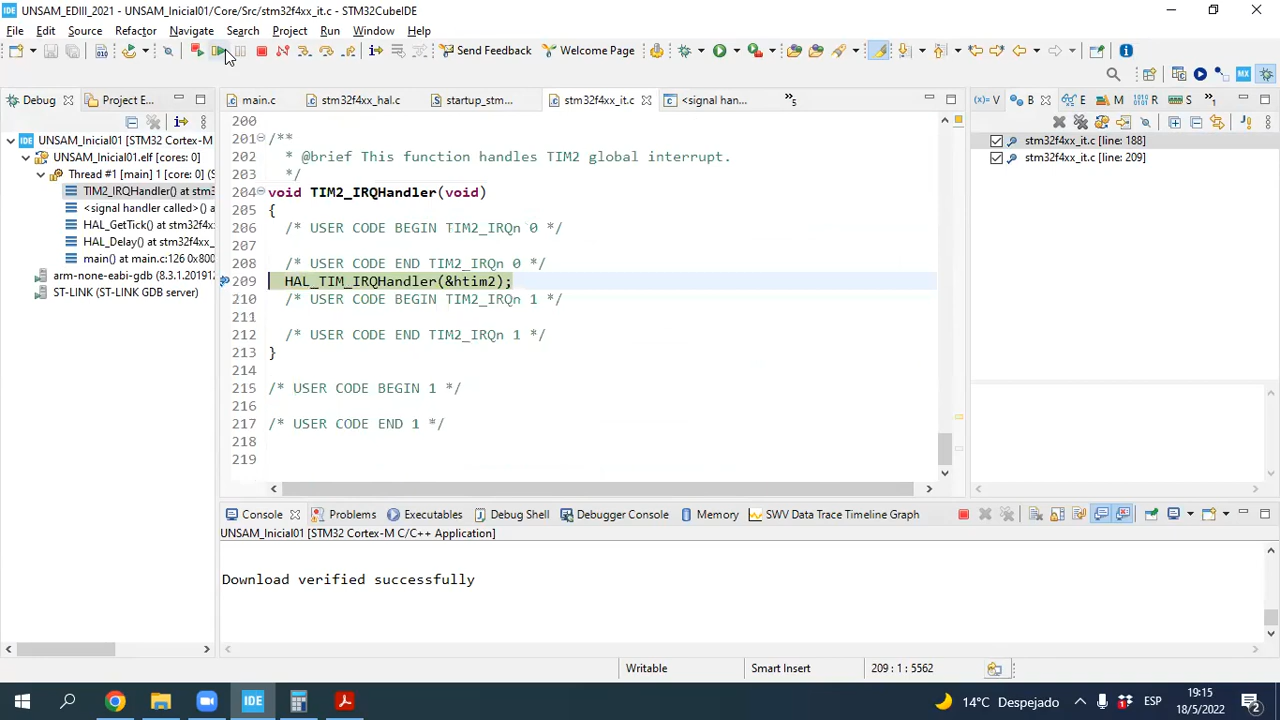 IDE UNSAM_EDIII_2021 - UNSAM_Inicial01/Core/Src/stm32f4xx_it.c - STM32CubeIDE
File Edit Source Refactor Navigate Search Project Run Window Help
Send Feedback Welcome Page
MX
Debug Project E...
main.c stm32f4xx_hal.c startup_stm... stm32f4xx_it.c <signal han... »5
(x)= V B E M R S »1
UNSAM_Inicial01 [STM32 Cortex-M
UNSAM_Inicial01.elf [cores: 0]
Thread #1 [main] 1 [core: 0] (S
TIM2_IRQHandler() at stm3
<signal handler called>() at
HAL_GetTick() at stm32f4x
HAL_Delay() at stm32f4xx_
main() at main.c:126 0x800
arm-none-eabi-gdb (8.3.1.20191
ST-LINK (ST-LINK GDB server)
200
201 /**
202 * @brief This function handles TIM2 global interrupt.
203 */
204 void TIM2_IRQHandler(void)
205 {
206 /* USER CODE BEGIN TIM2_IRQn 0 */
207
208 /* USER CODE END TIM2_IRQn 0 */
209 HAL_TIM_IRQHandler(&htim2);
210 /* USER CODE BEGIN TIM2_IRQn 1 */
211
212 /* USER CODE END TIM2_IRQn 1 */
213 }
214
215 /* USER CODE BEGIN 1 */
216
217 /* USER CODE END 1 */
218
219
stm32f4xx_it.c [line: 188]
stm32f4xx_it.c [line: 209]
Console Problems Executables Debug Shell Debugger Console Memory SWV Data Trace Timeline Graph
UNSAM_Inicial01 [STM32 Cortex-M C/C++ Application]
Download verified successfully
Writable Smart Insert 209 : 1 : 5562
IDE 14°C Despejado ESP 19:15
18/5/2022 2